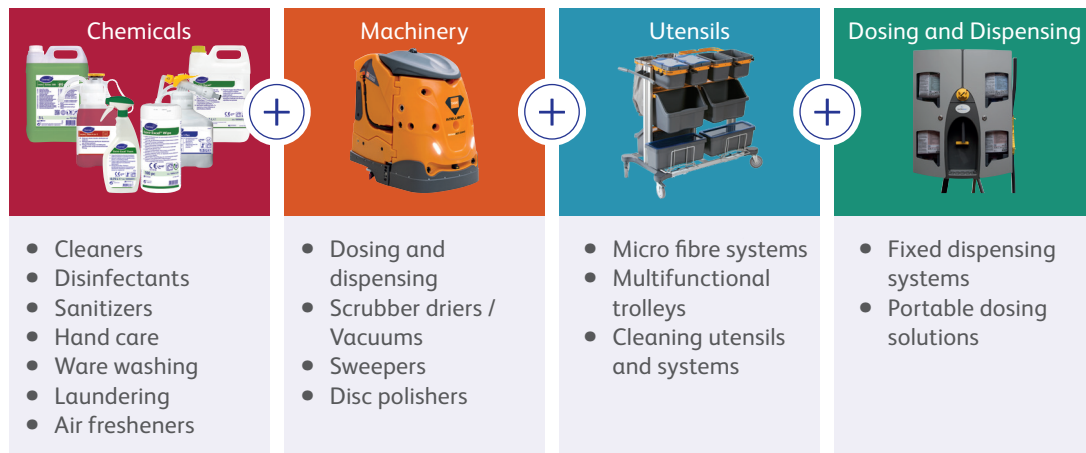 Chemicals
Machinery
Utensils
Dosing and Dispensing
Cleaners
Disinfectants
Sanitizers
Hand care
Ware washing
Laundering
Air fresheners
Dosing and
dispensing
Scrubber driers /
Vacuums
Sweepers
Disc polishers
Micro fibre systems
Multifunctional
trolleys
Cleaning utensils
and systems
Fixed dispensing
systems
Portable dosing
solutions